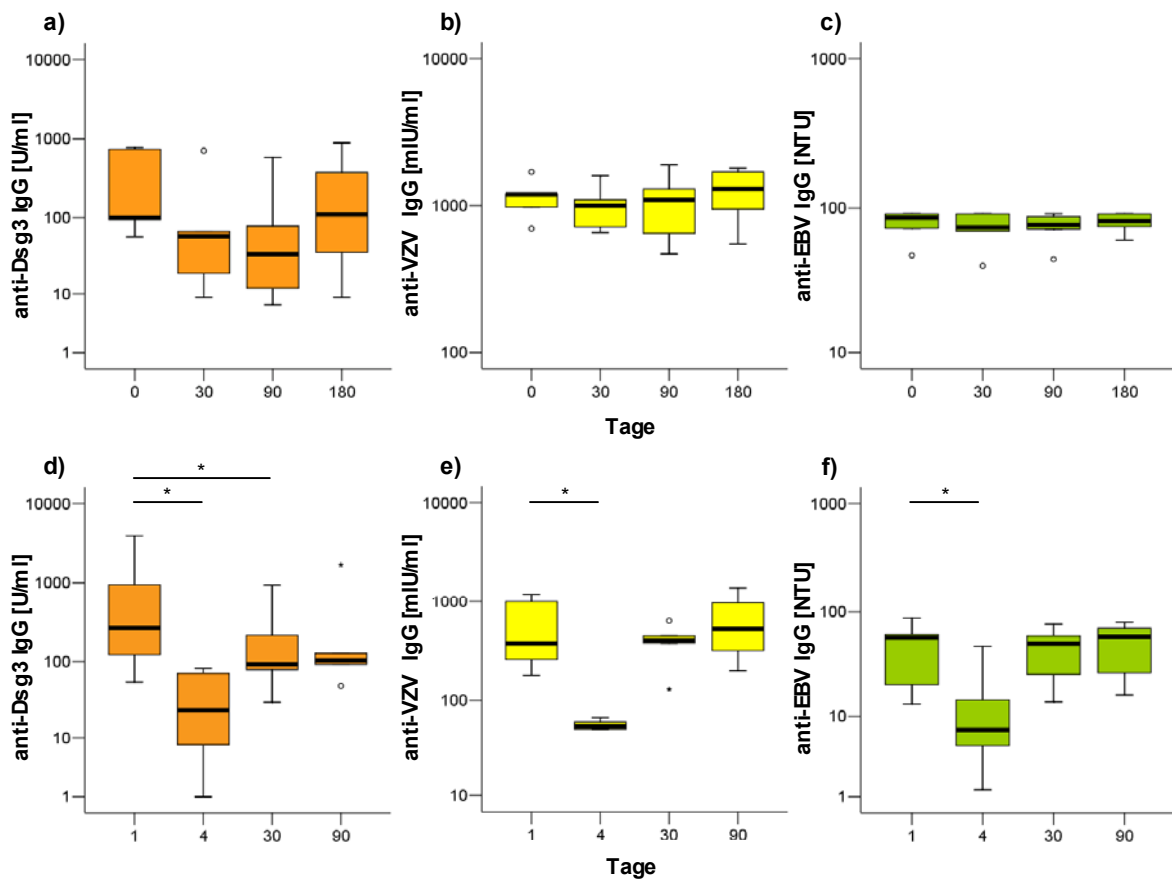 a)
anti-Dsg3 IgG [U/ml]
10000
1000
100
10
1
0 30 90 180
b)
anti-VZV IgG [mIU/ml]
10000
1000
100
0 30 90 180
c)
anti-EBV IgG [NTU]
1000
100
10
0 30 90 180
Tage
d)
* 
*
anti-Dsg3 IgG [U/ml]
10000
1000
100
10
1
*
1 4 30 90
e)
*
anti-VZV IgG [mIU/ml]
10000
1000
100
10
*
1 4 30 90
f)
*
anti-EBV IgG [NTU]
1000
100
10
1
1 4 30 90
Tage